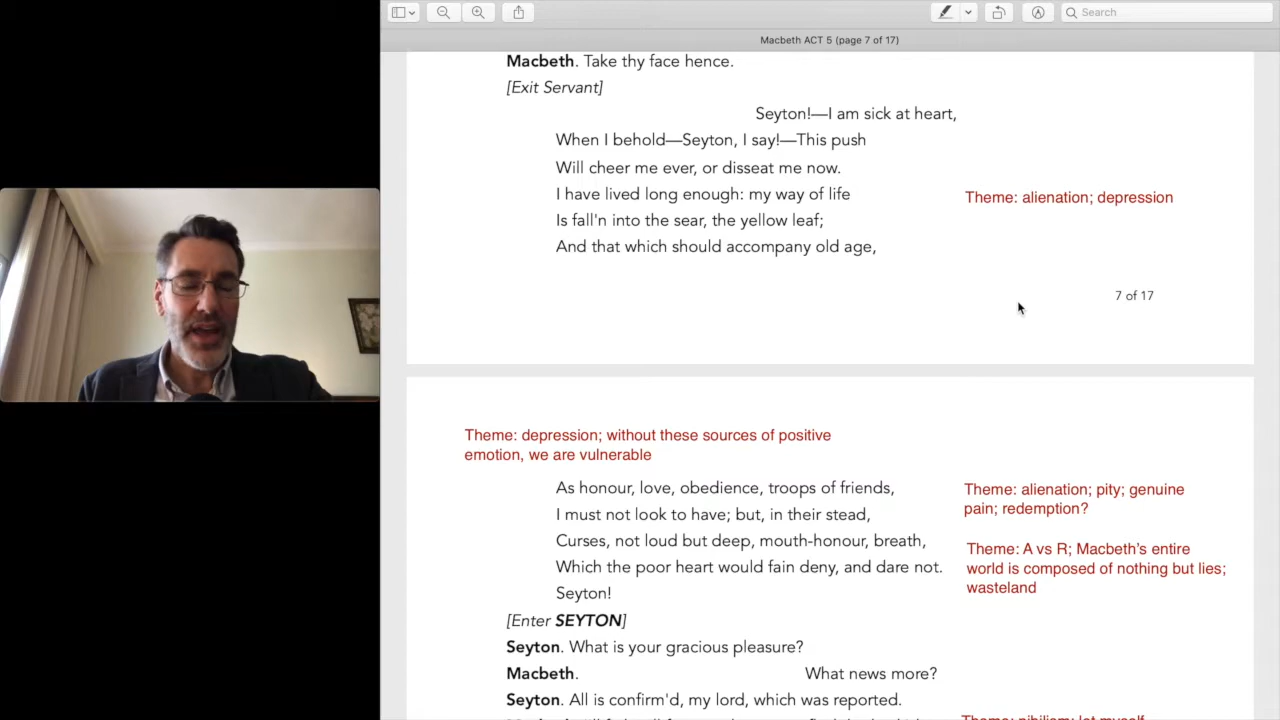 Search
Macbeth ACT 5 (page 7 of 17)
Macbeth. Take thy face hence.
[Exit Servant]
Seyton!—I am sick at heart,
When I behold—Seyton, I say!—This push
Will cheer me ever, or disseat me now.
I have lived long enough: my way of life
Is fall'n into the sear, the yellow leaf;
And that which should accompany old age,
Theme: alienation; depression
7 of 17
Theme: depression; without these sources of positive
emotion, we are vulnerable
As honour, love, obedience, troops of friends,
I must not look to have; but, in their stead,
Curses, not loud but deep, mouth-honour, breath,
Which the poor heart would fain deny, and dare not.
Seyton!
Theme: alienation; pity; genuine
pain; redemption?
Theme: A vs R; Macbeth's entire
world is composed of nothing but lies;
wasteland
[Enter SEYTON]
Seyton. What is your gracious pleasure?
Macbeth. What news more?
Seyton. All is confirm'd, my lord, which was reported.
Theme: nihilism; let myself